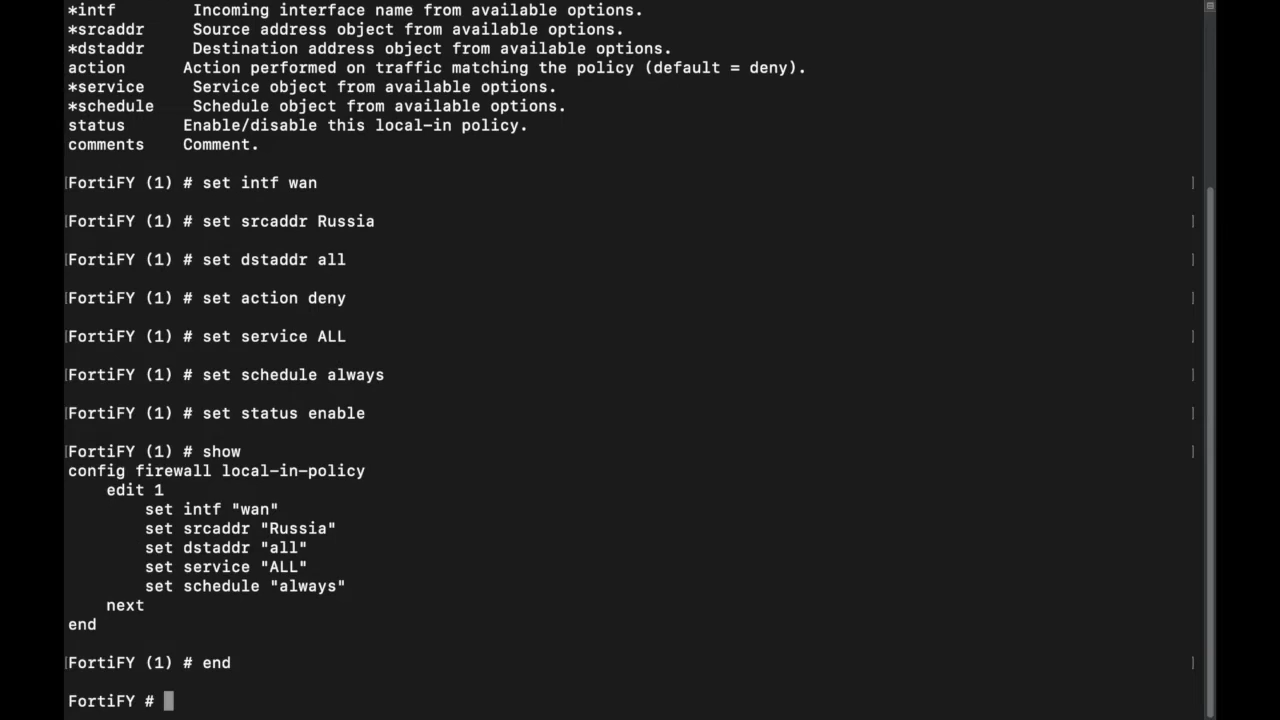 *intf        Incoming interface name from available options.
*srcaddr     Source address object from available options.
*dstaddr     Destination address object from available options.
action      Action performed on traffic matching the policy (default = deny).
*service     Service object from available options.
*schedule    Schedule object from available options.
status      Enable/disable this local-in policy.
comments    Comment.
[FortiFY (1) # set intf wan ]
[FortiFY (1) # set srcaddr Russia ]
[FortiFY (1) # set dstaddr all ]
[FortiFY (1) # set action deny ]
[FortiFY (1) # set service ALL ]
[FortiFY (1) # set schedule always ]
[FortiFY (1) # set status enable ]
[FortiFY (1) # show ]
config firewall local-in-policy
    edit 1
        set intf "wan"
        set srcaddr "Russia"
        set dstaddr "all"
        set service "ALL"
        set schedule "always"
    next
end
[FortiFY (1) # end ]
FortiFY #